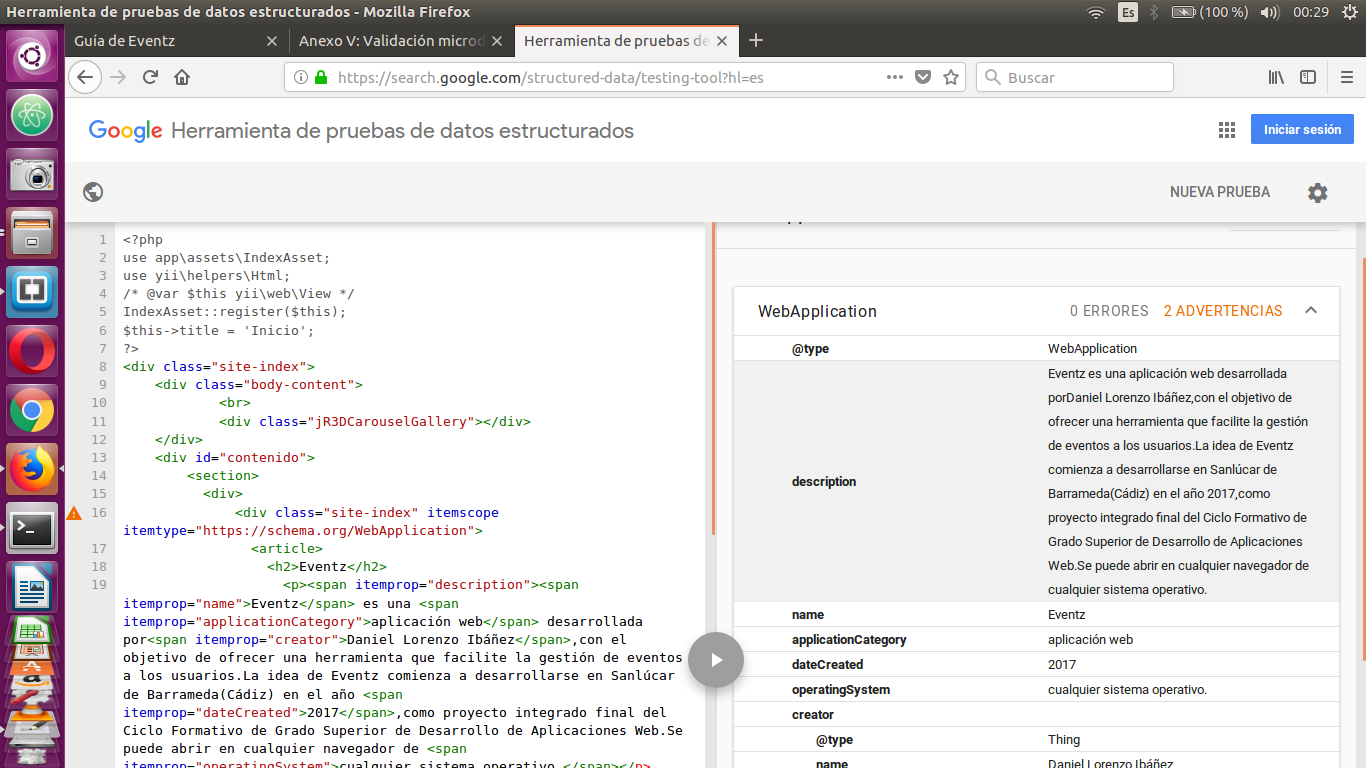 Herramienta de pruebas de datos estructurados - Mozilla Firefox
Es
(100 %)
00:29
Guía de Eventz
Anexo V: Validación microd
Herramienta de pruebas de
https://search.google.com/structured-data/testing-tool?hl=es
Buscar
Google Herramienta de pruebas de datos estructurados
Iniciar sesión
NUEVA PRUEBA
1 <?php
2 use app\assets\IndexAsset;
3 use yii\helpers\Html;
4 /* @var $this yii\web\View */
5 IndexAsset::register($this);
6 $this->title = 'Inicio';
7 ?>
8 <div class="site-index">
9 <div class="body-content">
10 <br>
11 <div class="jR3DCarouselGallery"></div>
12 </div>
13 <div id="contenido">
14 <section>
15 <div>
16 <div class="site-index" itemscope
itemtype="https://schema.org/WebApplication">
17 <article>
18 <h2>Eventz</h2>
19 <p><span itemprop="description"><span
itemprop="name">Eventz</span> es una <span
itemprop="applicationCategory">aplicación web</span> desarrollada
por<span itemprop="creator">Daniel Lorenzo Ibáñez</span>,con el
objetivo de ofrecer una herramienta que facilite la gestión de eventos
a los usuarios.La idea de Eventz comienza a desarrollarse en Sanlúcar
de Barrameda(Cádiz) en el año <span
itemprop="dateCreated">2017</span>,como proyecto integrado final del
Ciclo Formativo de Grado Superior de Desarrollo de Aplicaciones Web.Se
puede abrir en cualquier navegador de <span
itemprop="operatingSystem">cualquier sistema operativo.</span></p>
WebApplication
0 ERRORES
2 ADVERTENCIAS
@type
WebApplication
description
Eventz es una aplicación web desarrollada
porDaniel Lorenzo Ibáñez,con el objetivo de
ofrecer una herramienta que facilite la gestión
de eventos a los usuarios.La idea de Eventz
comienza a desarrollarse en Sanlúcar de
Barrameda(Cádiz) en el año 2017,como
proyecto integrado final del Ciclo Formativo de
Grado Superior de Desarrollo de Aplicaciones
Web.Se puede abrir en cualquier navegador de
cualquier sistema operativo.
name
Eventz
applicationCategory
aplicación web
dateCreated
2017
operatingSystem
cualquier sistema operativo.
creator
@type
Thing
name
Daniel Lorenzo Ibáñez